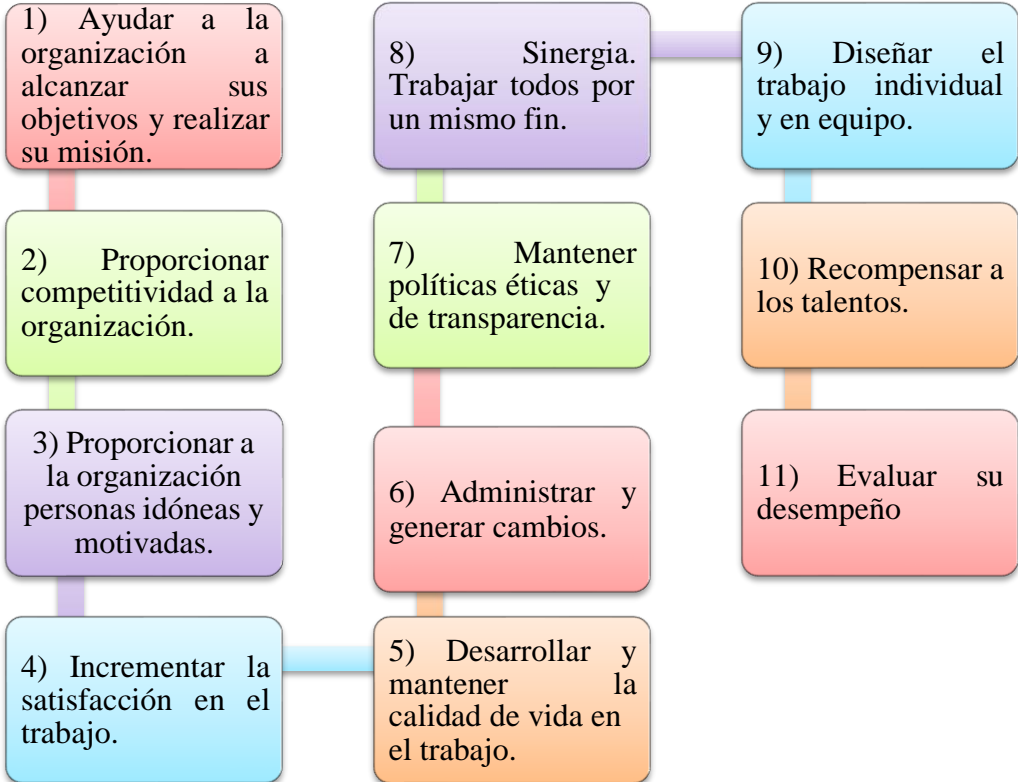 1) Ayudar a la
organización a
alcanzar sus
objetivos y realizar
su misión.
2) Proporcionar
competitividad a la
organización.
3) Proporcionar a
la organización
personas idóneas y
motivadas.
4) Incrementar la
satisfacción en el
trabajo.
5) Desarrollar y
mantener la
calidad de vida en
el trabajo.
6) Administrar y
generar cambios.
7) Mantener
políticas éticas y
de transparencia.
8) Sinergia.
Trabajar todos por
un mismo fin.
9) Diseñar el
trabajo individual
y en equipo.
10) Recompensar a
los talentos.
11) Evaluar su
desempeño